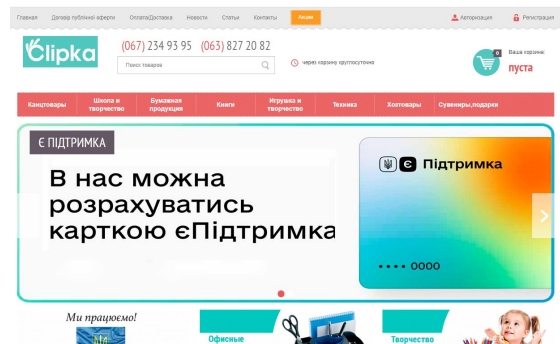 Главная Договір публічної оферти Оплата/Доставка Новости Статьи Контакты Акции Авторизация Регистрация
Clipka
(067) 234 93 95 (063) 827 20 82
Поиск товаров
через корзину круглосуточно
0
Ваша корзина:
пуста
Канцтовары Школа и творчество Бумажная продукция Книги Игрушка и творчество Техника Хозтовары Сувениры,подарки
Є ПІДТРИМКА
В нас можна
розрахуватись
карткою єПідтримка
Є Підтримка
•••• 0000
Ми працюємо!
Офисные
Творчество